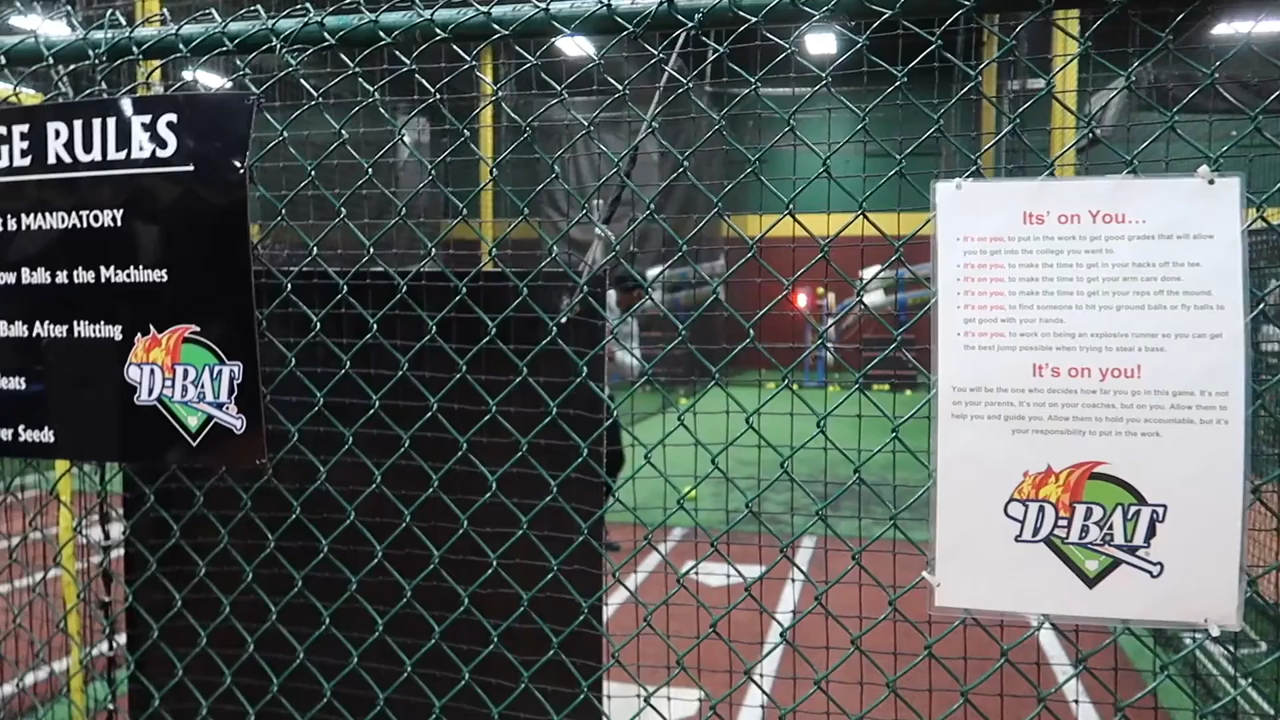 GE RULES
t is MANDATORY
ow Balls at the Machines
Balls After Hitting
leats
er Seeds
D-BAT
Its' on You...
• It's on you, to put in the work to get good grades that will allow
you to get into the college you want to.
• It's on you, to make the time to get in your hacks off the tee.
• It's on you, to make the time to get your arm care done.
• It's on you, to make the time to get in your reps off the mound.
• It's on you, to find someone to hit you ground balls or fly balls to
get good with your hands.
• It's on you, to work on being an explosive runner so you can get
the best jump possible when trying to steal a base.
It's on you!
You will be the one who decides how far you go in this game. It's not
on your parents, It's not on your coaches, but on you. Allow them to
help you and guide you. Allow them to hold you accountable, but it's
your responsibility to put in the work.
D-BAT